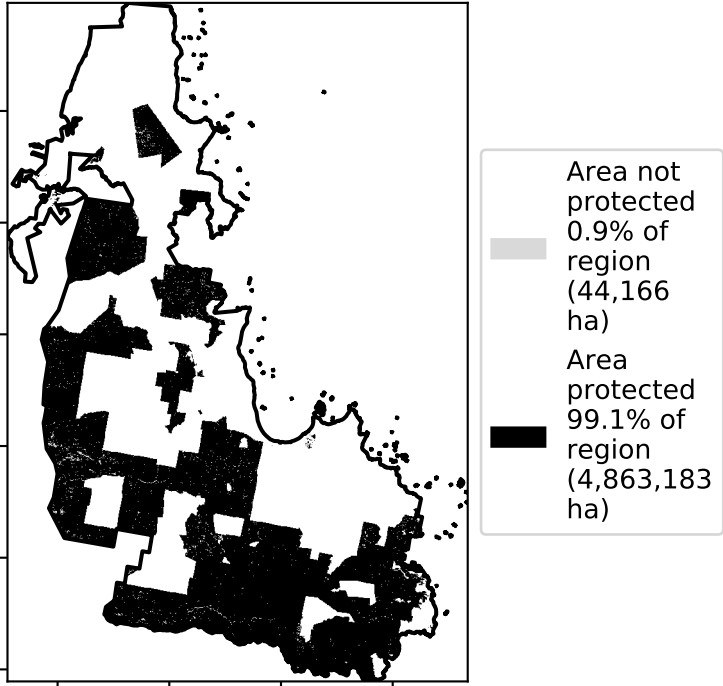 Area not
protected
0.9% of
region
(44,166
ha)
Area
protected
99.1% of
region
(4,863,183
ha)